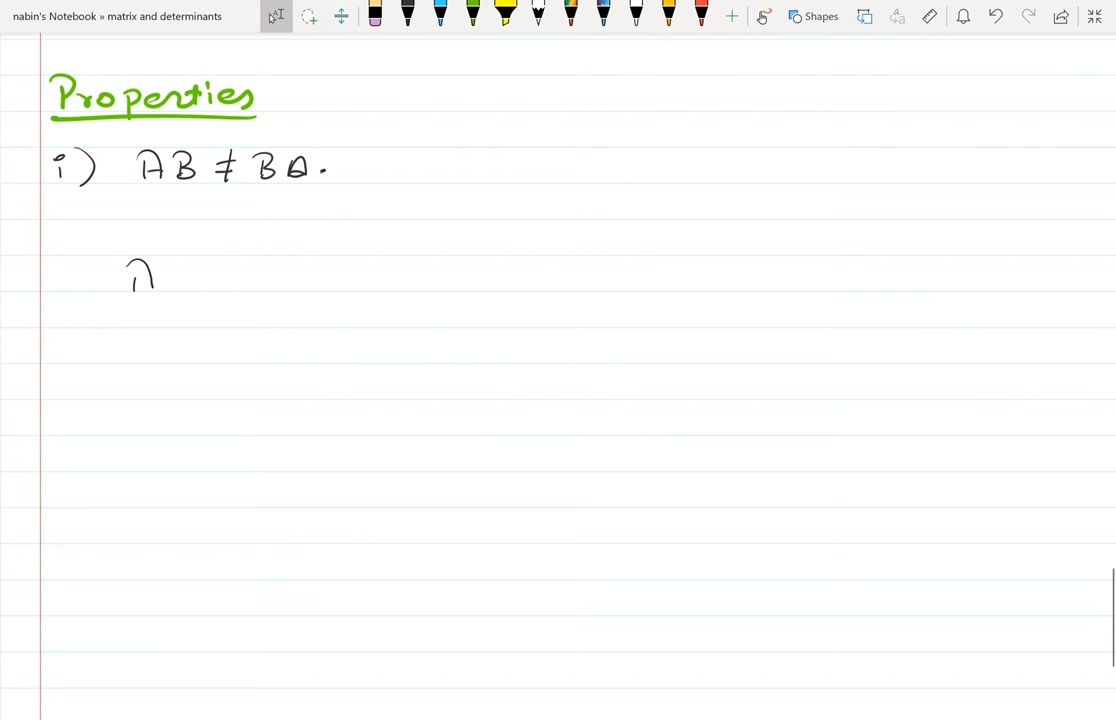 nabin's Notebook » matrix and determinants
Shapes
Properties
i) AB ≠ BA.